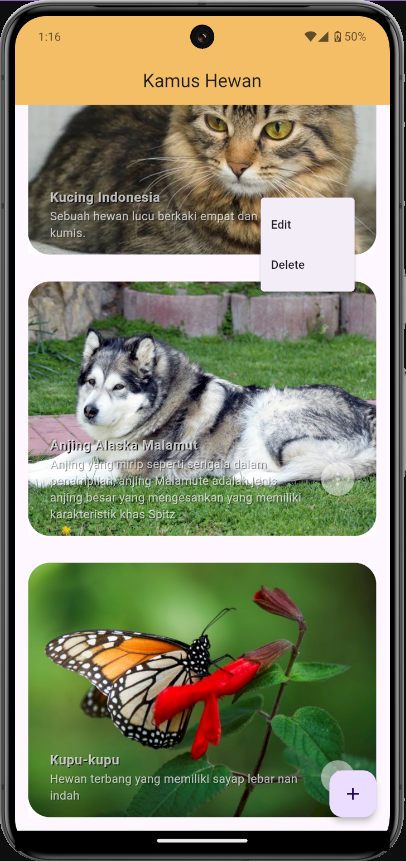 1:16
50%
Kamus Hewan
Kucing Indonesia
Sebuah hewan lucu berkaki empat dan
kumis.
Edit
Delete
Anjing Alaska Malamut
Anjing yang mirip seperti serigala dalam
penampilan, anjing Malamute adalah jenis
anjing besar yang mengesankan yang memiliki
karakteristik khas Spitz
Kupu-kupu
Hewan terbang yang memiliki sayap lebar nan
indah
+